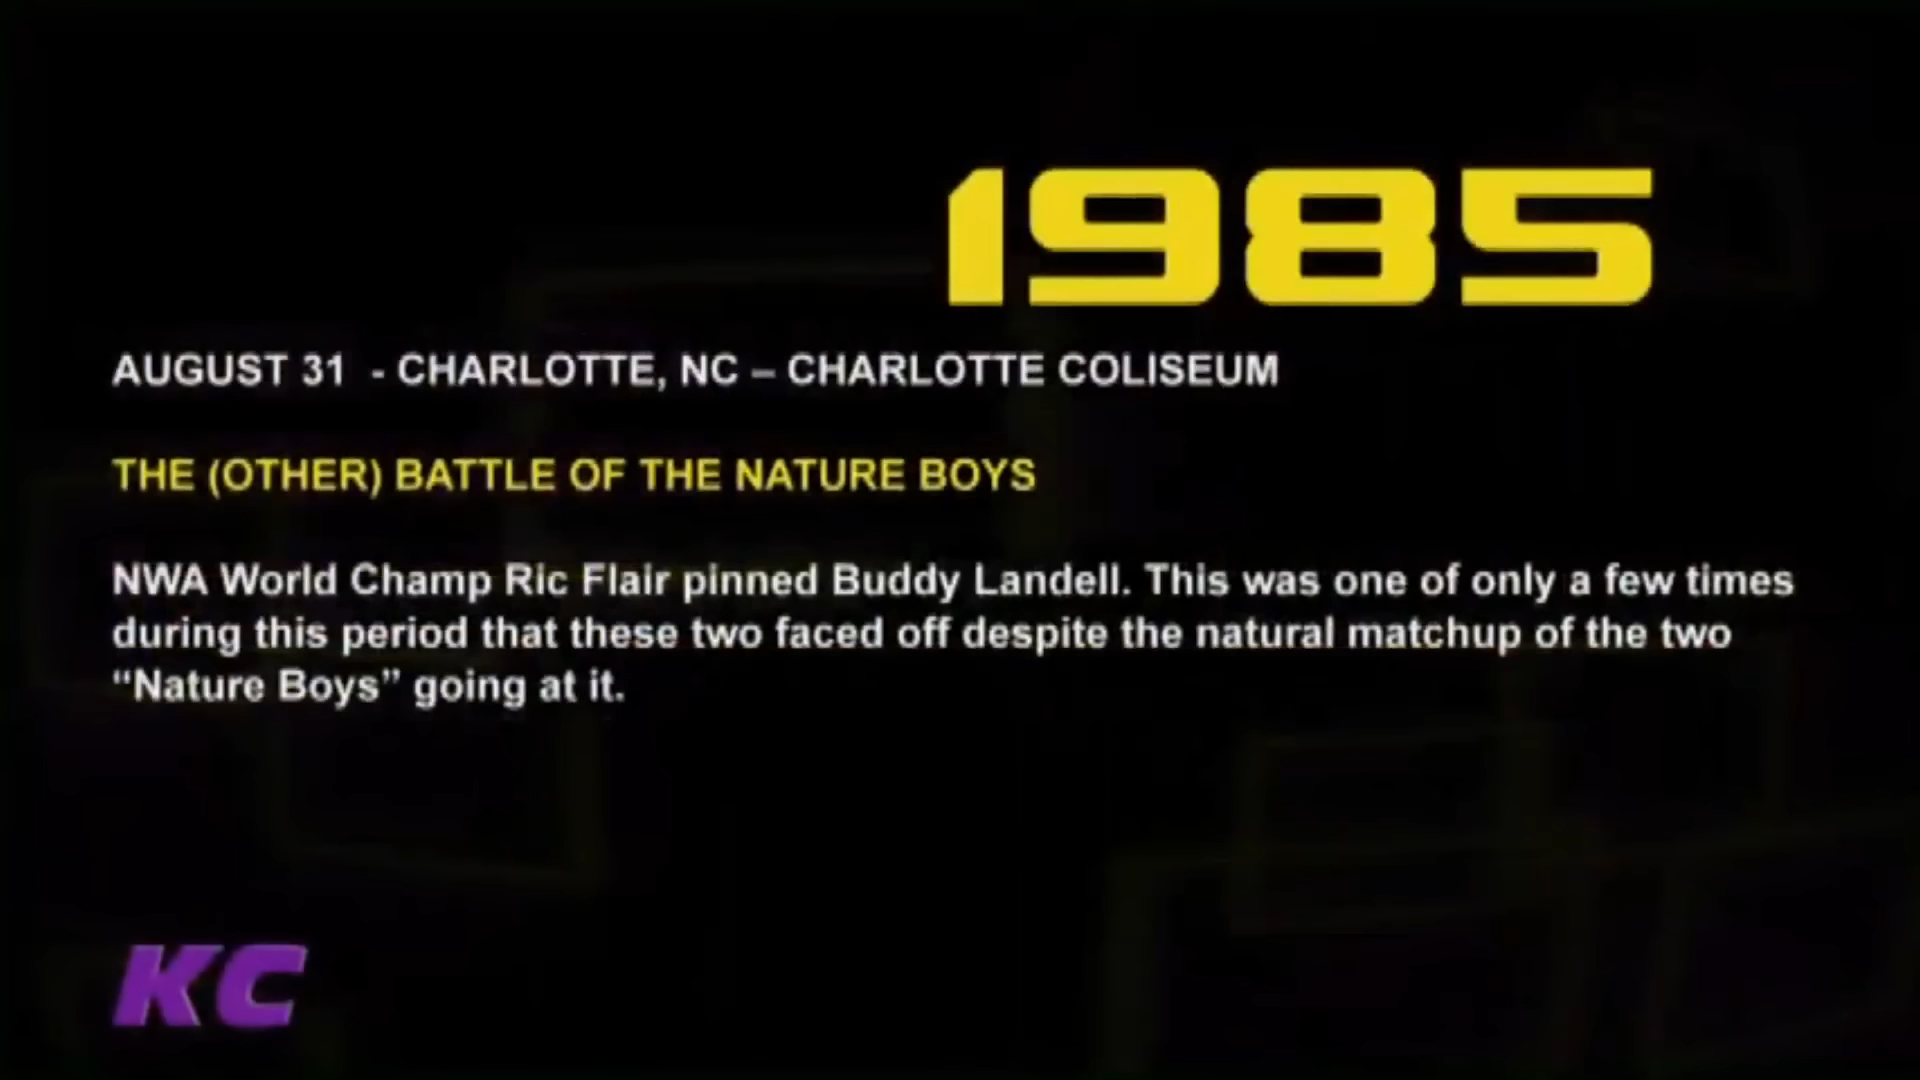 1985
AUGUST 31  - CHARLOTTE, NC – CHARLOTTE COLISEUM
THE (OTHER) BATTLE OF THE NATURE BOYS
NWA World Champ Ric Flair pinned Buddy Landell. This was one of only a few times
during this period that these two faced off despite the natural matchup of the two
“Nature Boys” going at it.
KC